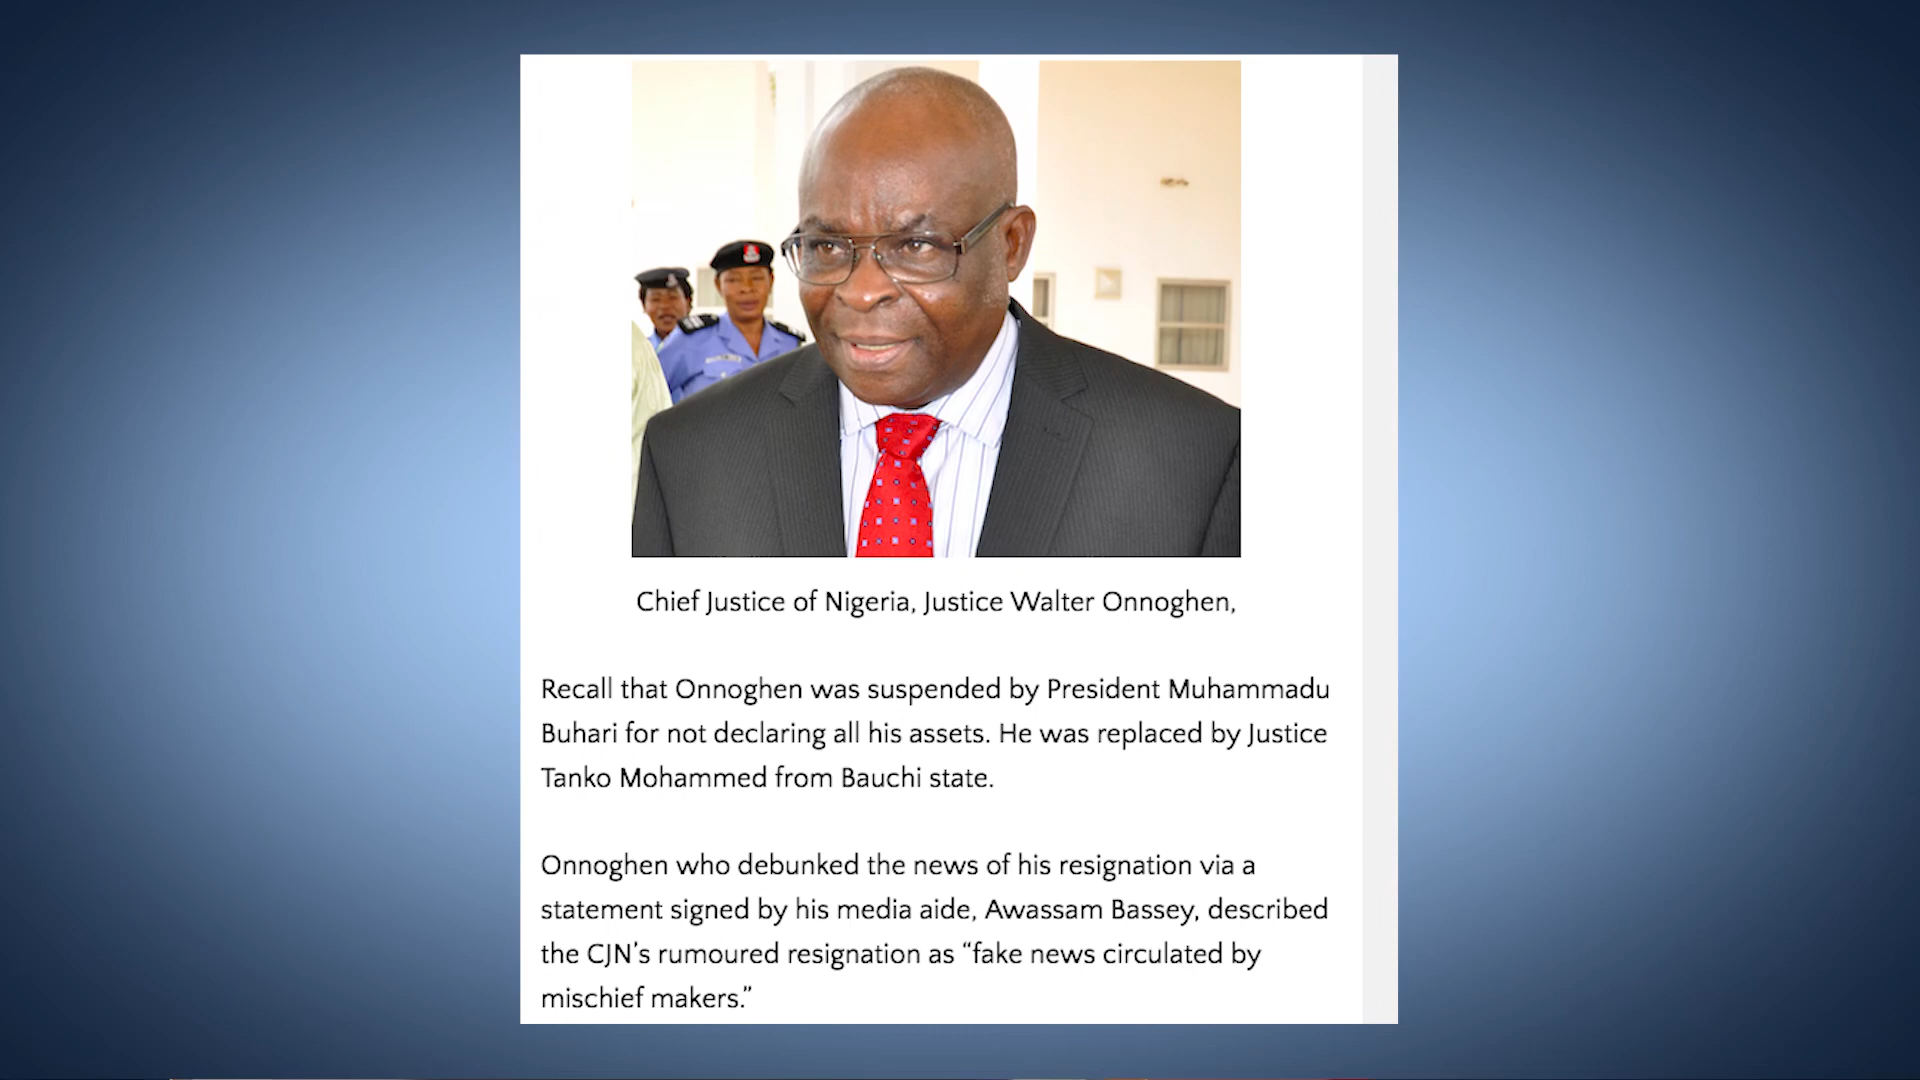 Chief Justice of Nigeria, Justice Walter Onnoghen,
Recall that Onnoghen was suspended by President Muhammadu
Buhari for not declaring all his assets. He was replaced by Justice
Tanko Mohammed from Bauchi state.
Onnoghen who debunked the news of his resignation via a
statement signed by his media aide, Awassam Bassey, described
the CJN’s rumoured resignation as “fake news circulated by
mischief makers.”